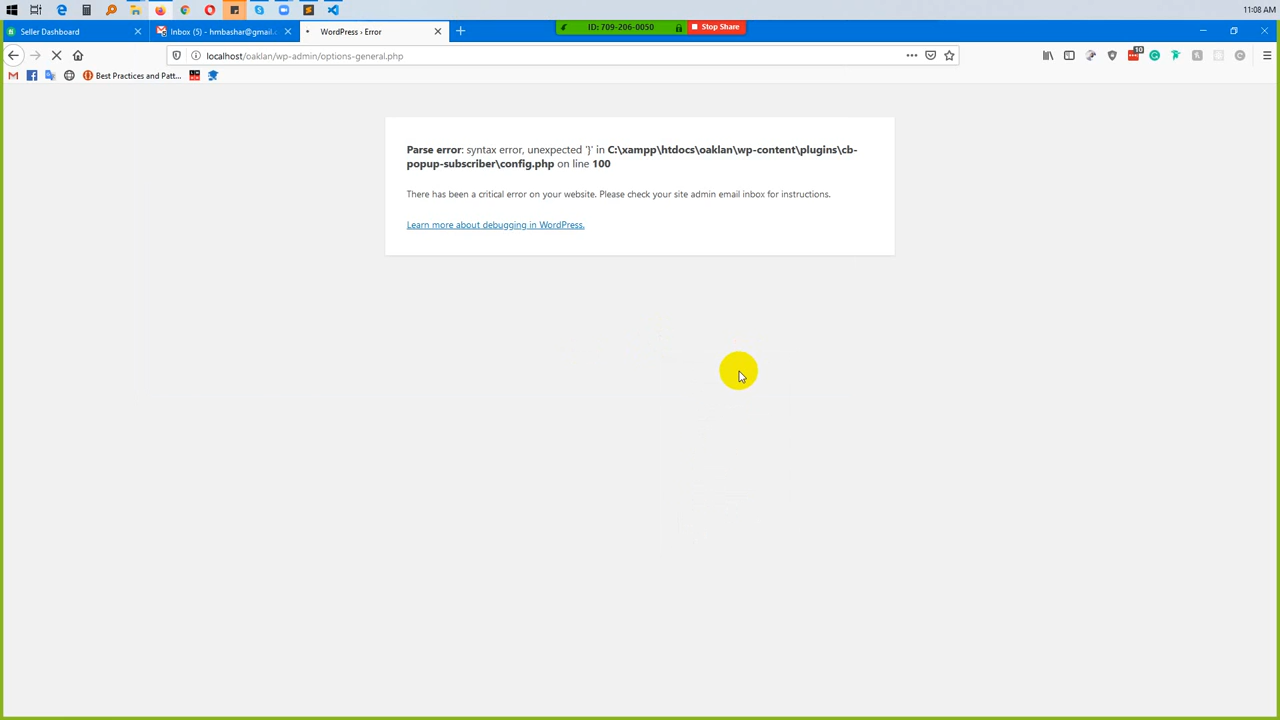 11:08 AM
ID: 709-206-0050
Stop Share
Seller Dashboard
Inbox (5) - hmbashar@gmail.c
WordPress › Error
localhost/oaklan/wp-admin/options-general.php
10
Best Practices and Patt...
Parse error: syntax error, unexpected '}' in C:\xampp\htdocs\oaklan\wp-content\plugins\cb-
popup-subscriber\config.php on line 100
There has been a critical error on your website. Please check your site admin email inbox for instructions.
Learn more about debugging in WordPress.